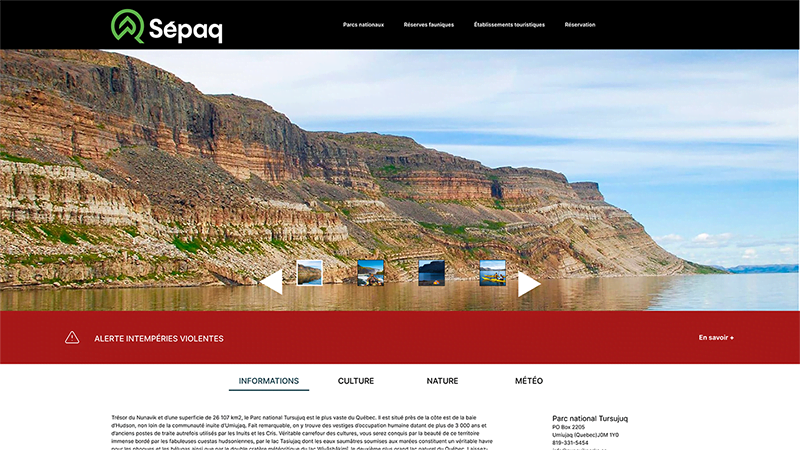 Sépaq
Parcs nationaux
Réserves fauniques
Établissements touristiques
Réservation
ALERTE INTEMPÉRIES VIOLENTES
En savoir +
INFORMATIONS
CULTURE
NATURE
MÉTÉO
Trésor du Nunavik et d'une superficie de 26 107 km2, le Parc national Tursujuq est le plus vaste du Québec. Il est situé près de la côte est de la baie
d'Hudson, non loin de la communauté inuite d'Umiujaq. Fait remarquable, on y trouve des vestiges d'occupation humaine datant de plus de 3 000 ans et
d'anciens postes de traite autrefois utilisés par les Inuits et les Cris. Véritable carrefour des cultures, vous serez conquis par la beauté de ce territoire
immense bordé par les fabuleuses cuestas hudsoniennes, par le lac Tasiujaq dont les eaux saumâtres soumises aux marées constituent un véritable havre
Parc national Tursujuq
PO Box 2205
Umiujaq (Quebec)J0M 1Y0
819-331-5454